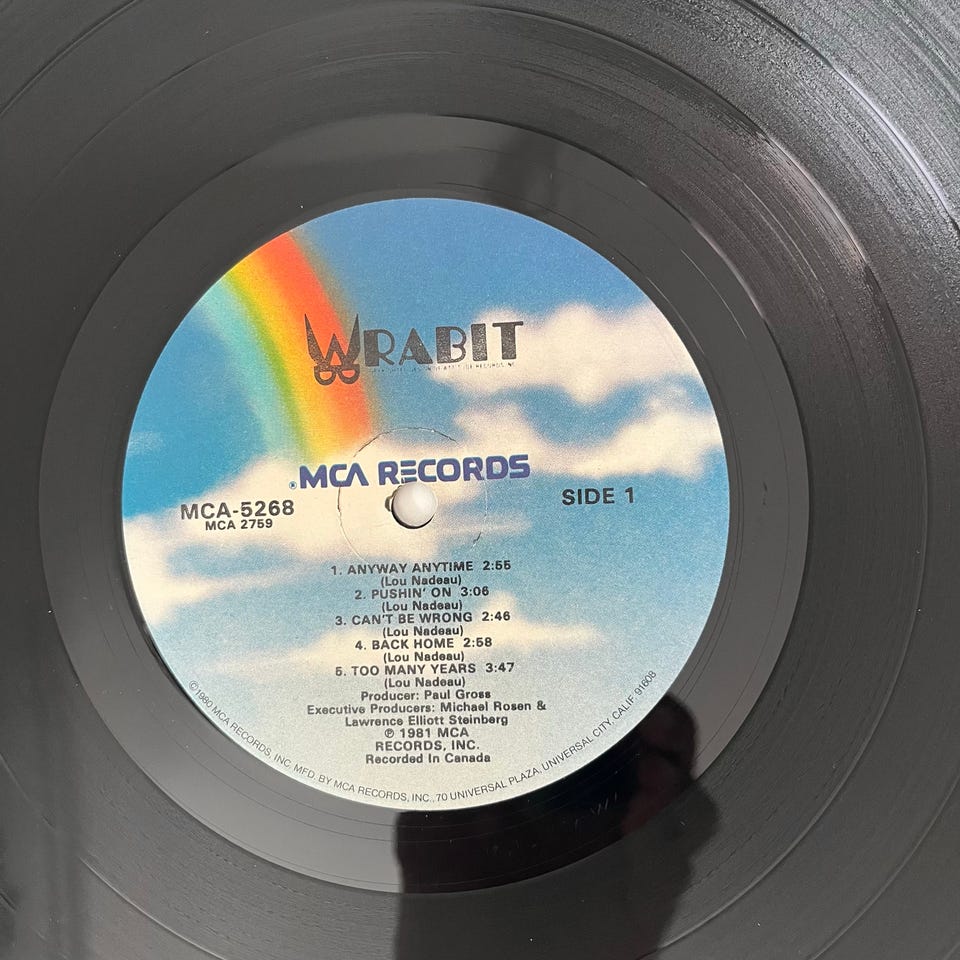 WRABIT
® MCA RECORDS
MCA-5268
MCA 2759
SIDE 1
1. ANYWAY ANYTIME 2:55
(Lou Nadeau)
2. PUSHIN' ON 3:06
(Lou Nadeau)
3. CAN'T BE WRONG 2:46
(Lou Nadeau)
4. BACK HOME 2:58
(Lou Nadeau)
5. TOO MANY YEARS 3:47
(Lou Nadeau)
Producer: Paul Gross
Executive Producers: Michael Rosen &
Lawrence Elliott Steinberg
℗ 1981 MCA
RECORDS, INC.
Recorded In Canada
©1980 MCA RECORDS, INC. MFD. BY MCA RECORDS, INC., 70 UNIVERSAL PLAZA, UNIVERSAL CITY, CALIF. 91608